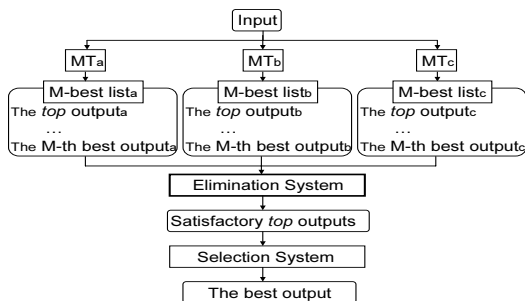 Input
MTa
MTb
MTc
M-best lista
The top outputa
…
The M-th best outputa
M-best listb
The top outputb
…
The M-th best outputb
M-best listc
The top outputc
…
The M-th best outputc
Elimination System
Satisfactory top outputs
Selection System
The best output